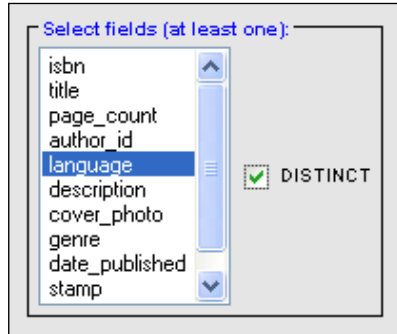 Select fields (at least one):
isbn
title
page_count
author_id
language
description
cover_photo
genre
date_published
stamp
DISTINCT